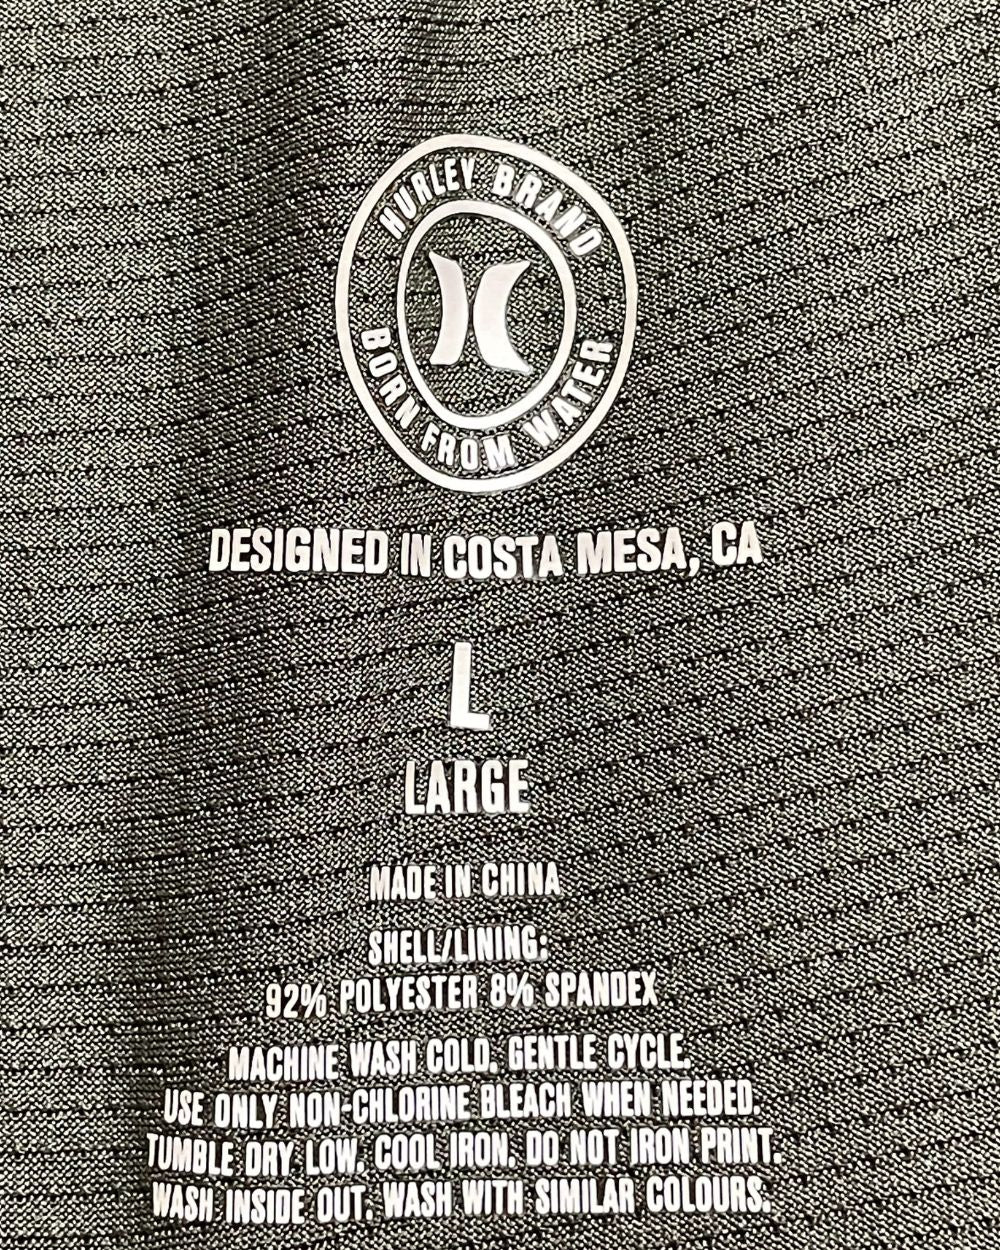 HURLEY BRAND
BORN FROM WATER
DESIGNED IN COSTA MESA, CA
L
LARGE
MADE IN CHINA
SHELL/LINING:
92% POLYESTER 8% SPANDEX
MACHINE WASH COLD. GENTLE CYCLE.
USE ONLY NON-CHLORINE BLEACH WHEN NEEDED.
TUMBLE DRY LOW. COOL IRON. DO NOT IRON PRINT.
WASH INSIDE OUT. WASH WITH SIMILAR COLOURS.